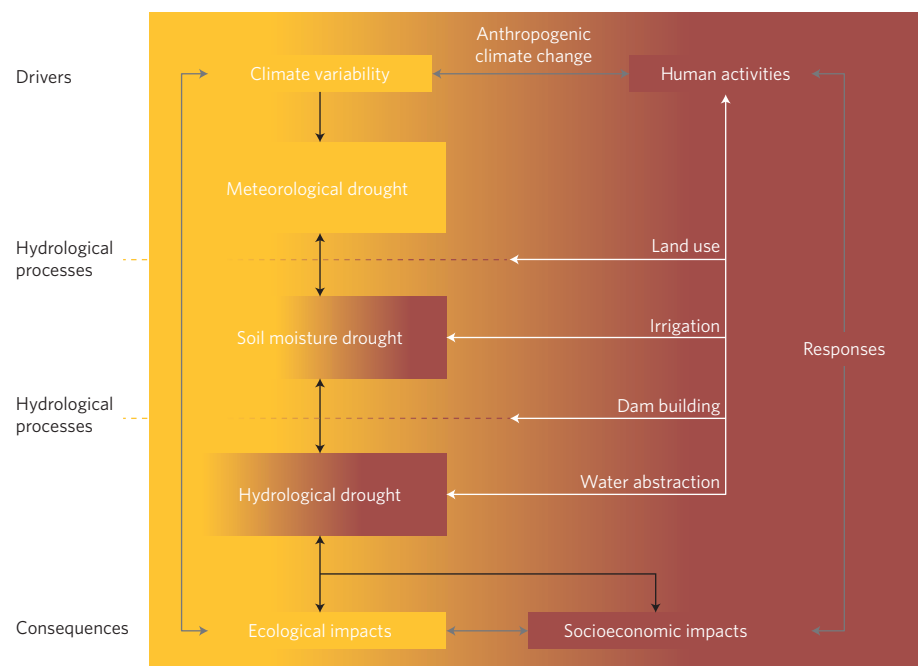 Anthropogenic
climate change
Drivers
Climate variability
Human activities
Meteorological drought
Hydrological
processes
Land use
Irrigation
Soil moisture drought
Responses
Hydrological
processes
Dam building
Water abstraction
Hydrological drought
Consequences
Ecological impacts
Socioeconomic impacts